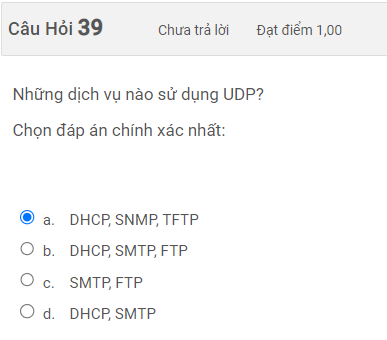 Câu Hỏi 39 Chưa trả lời Đạt điểm 1,00
Những dịch vụ nào sử dụng UDP?
Chọn đáp án chính xác nhất:
a. DHCP, SNMP, TFTP
b. DHCP, SMTP, FTP
c. SMTP, FTP
d. DHCP, SMTP